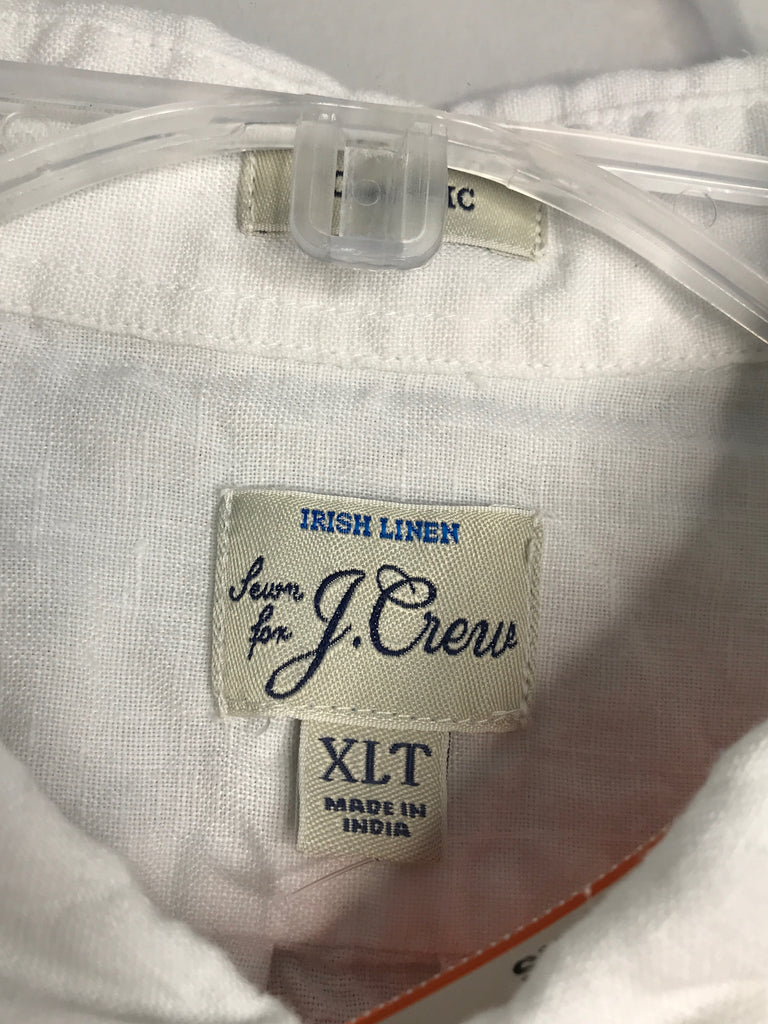 IRISH LINEN
Sewn
for J.Crew
XLT
MADE IN
INDIA